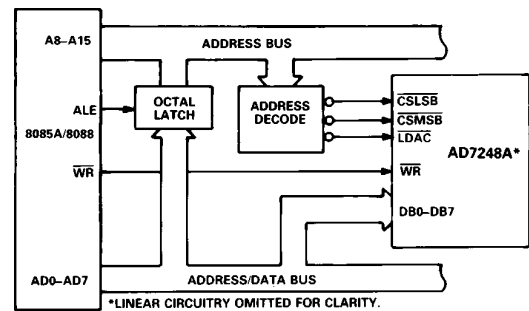 A8–A15
ADDRESS BUS
ALE
OCTAL
LATCH
ADDRESS
DECODE
CSLSB
CSMSB
LDAC
AD7248A*
8085A/8088
WR
WR
DB0–DB7
AD0–AD7
ADDRESS/DATA BUS
*LINEAR CIRCUITRY OMITTED FOR CLARITY.